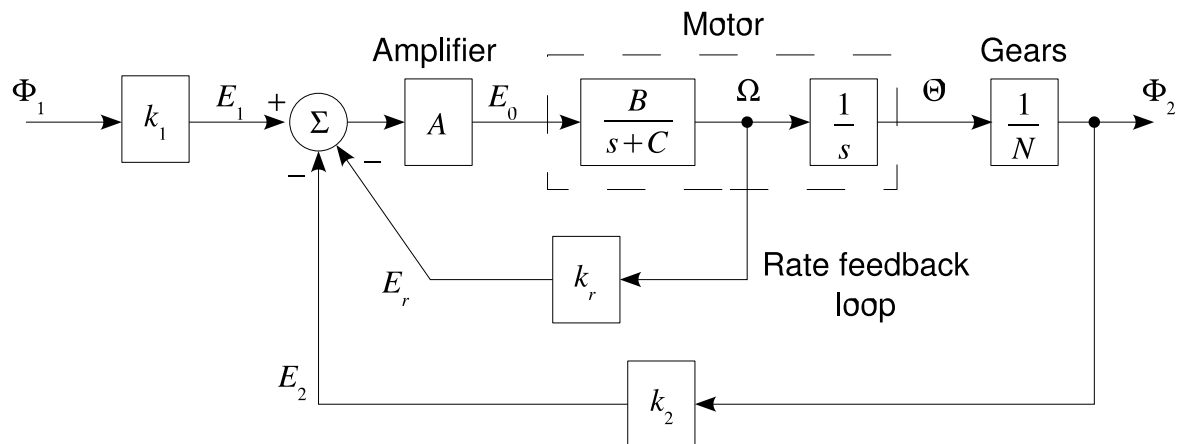 Motor
Amplifier
Gears
Φ₁
k₁
E₁
+
Σ
−
−
A
E₀
B
s+C
Ω
1
s
Θ
1
N
Φ₂
Eᵣ
kᵣ
Rate feedback
loop
E₂
k₂